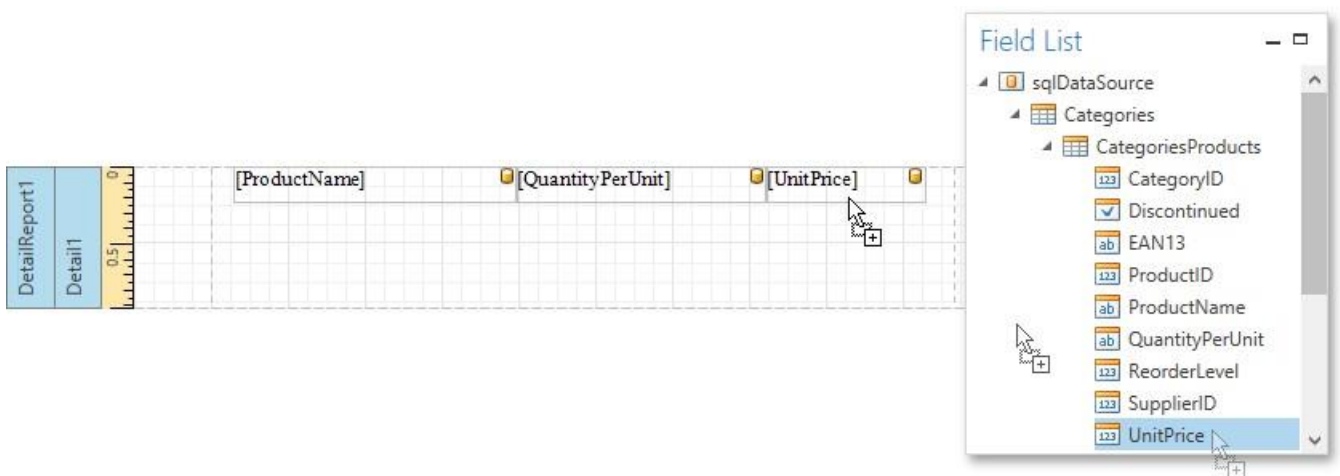 Field List
sqlDataSource
Categories
CategoriesProducts
123 CategoryID
Discontinued
ab EAN13
123 ProductID
ab ProductName
ab QuantityPerUnit
123 ReorderLevel
123 SupplierID
123 UnitPrice
DetailReport1
Detail1
0
0.5
[ProductName] [QuantityPerUnit] [UnitPrice]